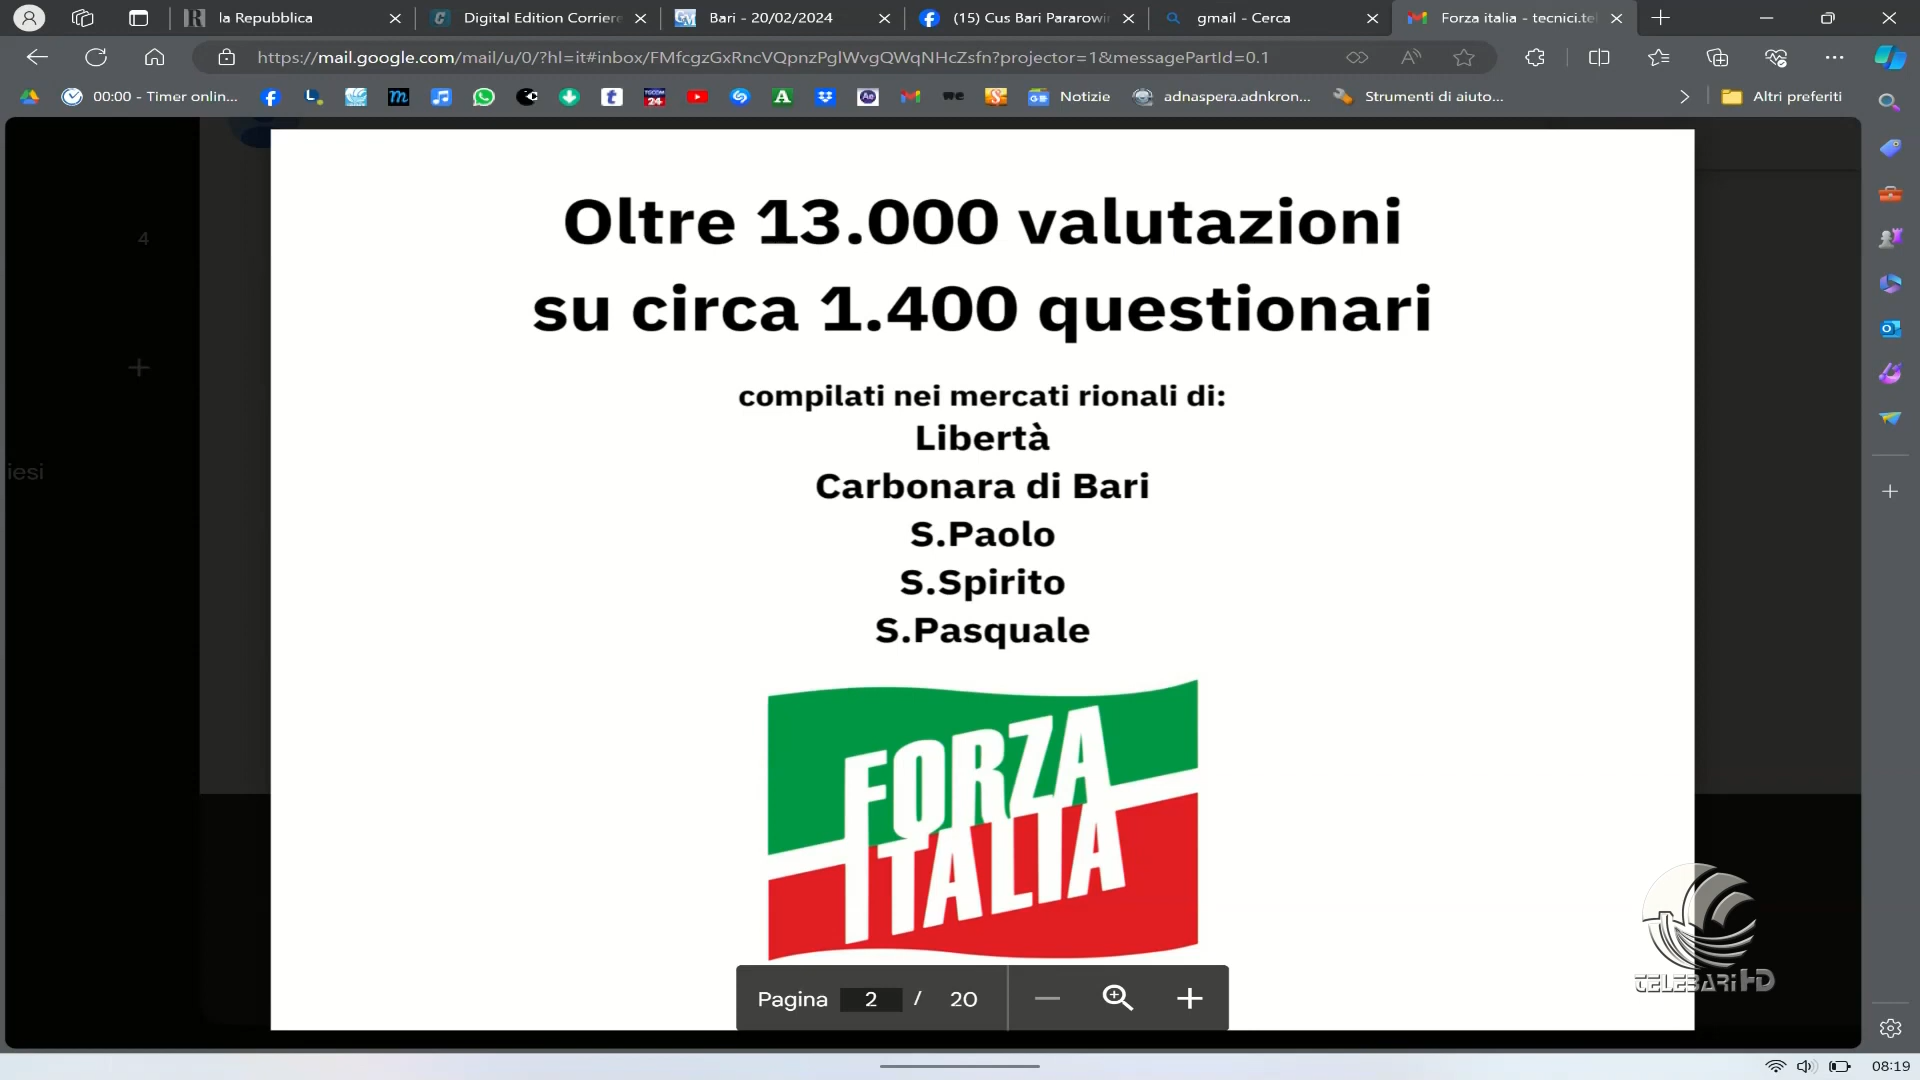 la Repubblica
Digital Edition Corriere
Bari - 20/02/2024
(15) Cus Bari Pararowin
gmail - Cerca
Forza italia - tecnici.te
https://mail.google.com/mail/u/0/?hl=it#inbox/FMfcgzGxRncVQpnzPglWvgQWqNHcZsfn?projector=1&messagePartId=0.1
00:00 - Timer onlin...
Notizie
adnaspera.adnkron...
Strumenti di aiuto...
Altri preferiti
4
iesi
Oltre 13.000 valutazioni
su circa 1.400 questionari
compilati nei mercati rionali di:
Libertà
Carbonara di Bari
S.Paolo
S.Spirito
S.Pasquale
FORZA
ITALIA
TELEBARI HD
Pagina 2 / 20
08:19